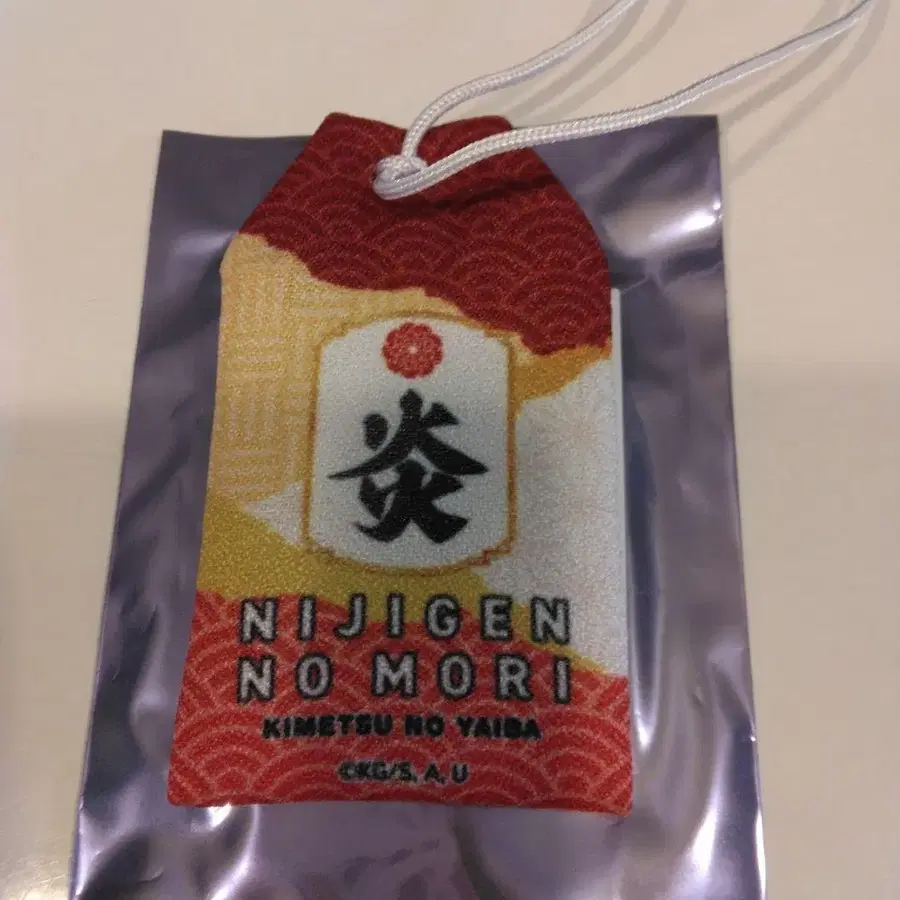 炎
NIJIGEN
NO MORI
KIMETSU NO YAIBA
©KG/S, A, U